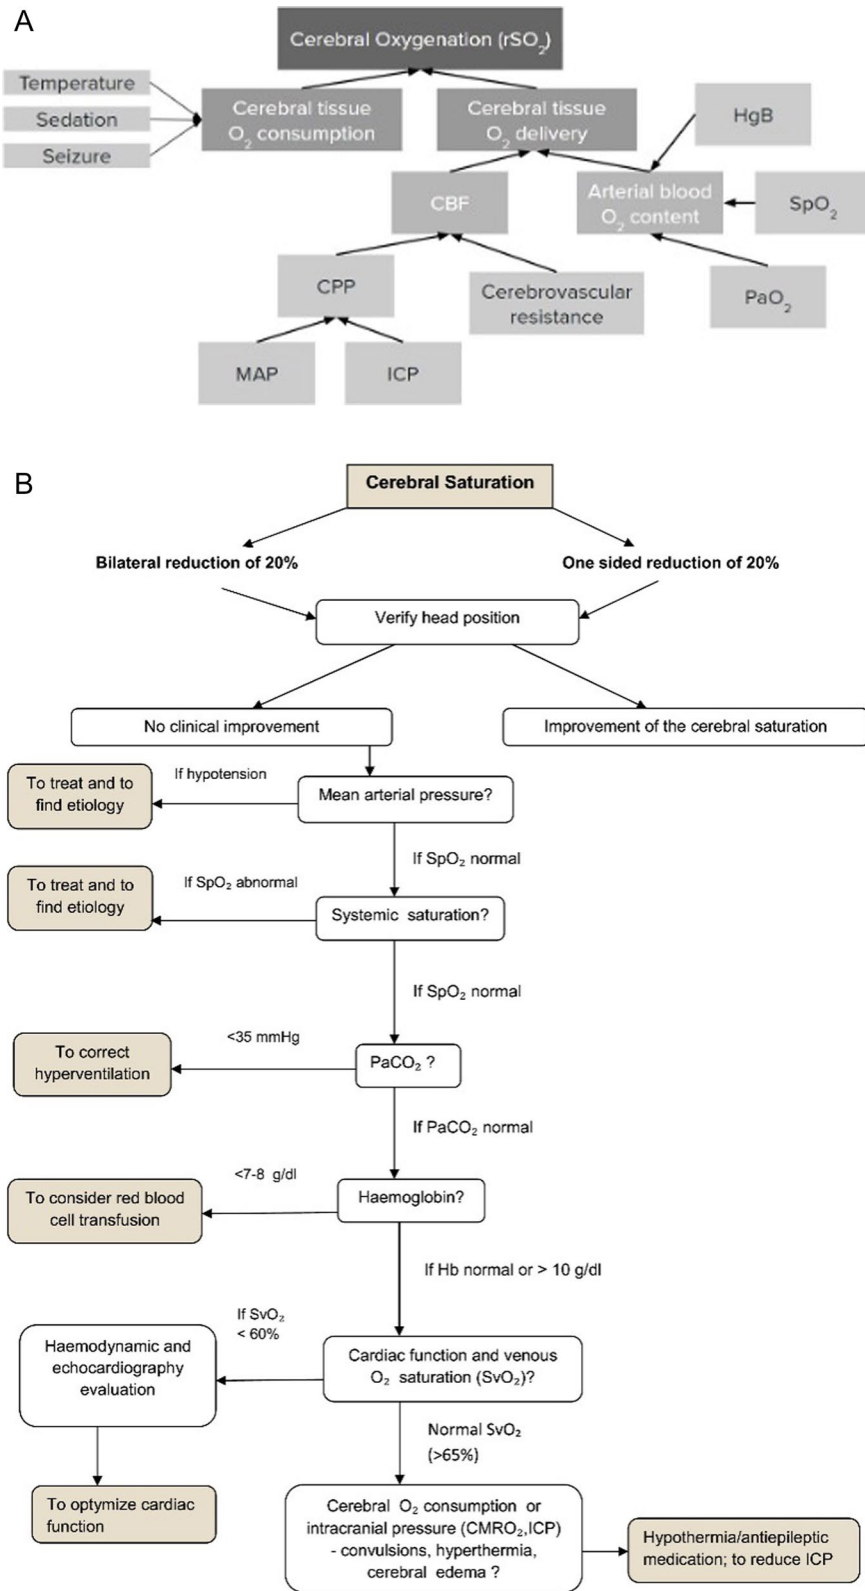 A
Cerebral Oxygenation (rSO₂)
Temperature
Sedation
Seizure
Cerebral tissue
O₂ consumption
Cerebral tissue
O₂ delivery
HgB
CBF
Arterial blood
O₂ content
SpO₂
CPP
Cerebrovascular
resistance
PaO₂
MAP
ICP
B
Cerebral Saturation
Bilateral reduction of 20%
One sided reduction of 20%
Verify head position
No clinical improvement
Improvement of the cerebral saturation
To treat and to
find etiology
If hypotension
Mean arterial pressure?
If SpO₂ normal
To treat and to
find etiology
If SpO₂ abnormal
Systemic saturation?
If SpO₂ normal
To correct
hyperventilation
<35 mmHg
PaCO₂ ?
If PaCO₂ normal
To consider red blood
cell transfusion
<7-8 g/dl
Haemoglobin?
If Hb normal or > 10 g/dl
Haemodynamic and
echocardiography
evaluation
If SvO₂
< 60%
Cardiac function and venous
O₂ saturation (SvO₂)?
Normal SvO₂
(>65%)
To optymize cardiac
function
Cerebral O₂ consumption or
intracranial pressure (CMRO₂,ICP)
- convulsions, hyperthermia,
cerebral edema ?
Hypothermia/antiepileptic
medication; to reduce ICP